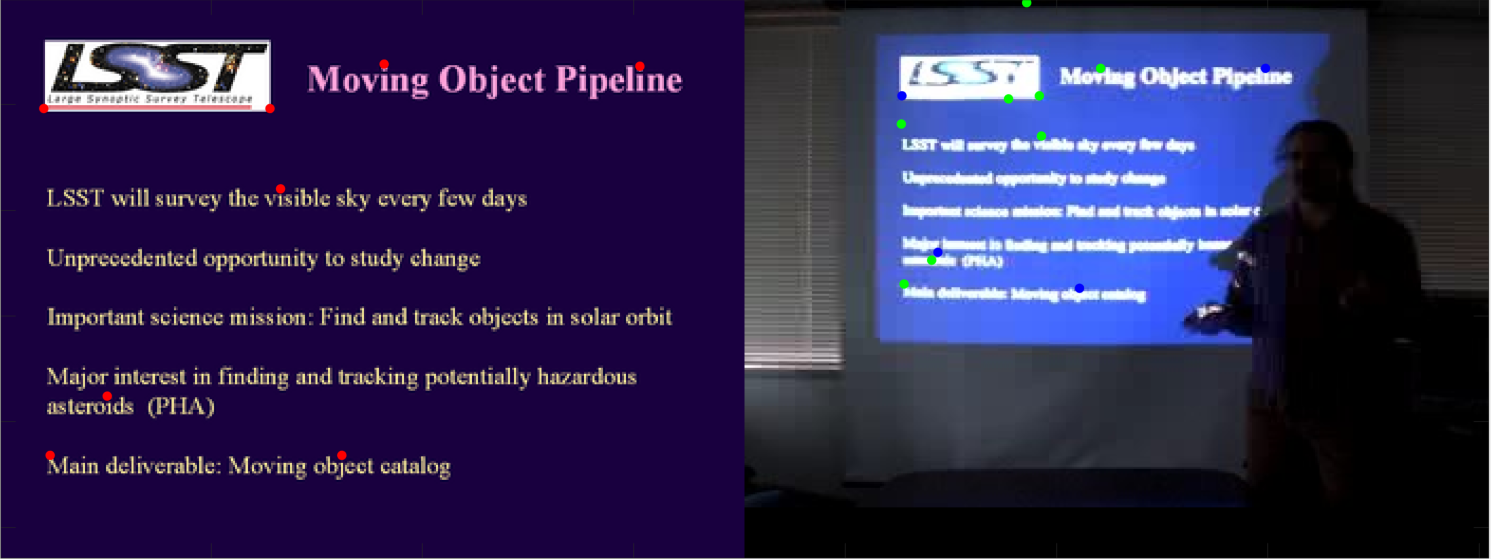 LSST
Large Synoptic Survey Telescope
Moving Object Pipeline
LSST will survey the visible sky every few days
Unprecedented opportunity to study change
Important science mission: Find and track objects in solar orbit
Major interest in finding and tracking potentially hazardous
asteroids (PHA)
Main deliverable: Moving object catalog
LSST
Moving Object Pipeline
LSST will survey the visible sky every few days
Unprecedented opportunity to study change
Important science mission: Find and track objects in solar
Major interest in finding and tracking potentially
(PHA)
Main deliverable: Moving object catalog